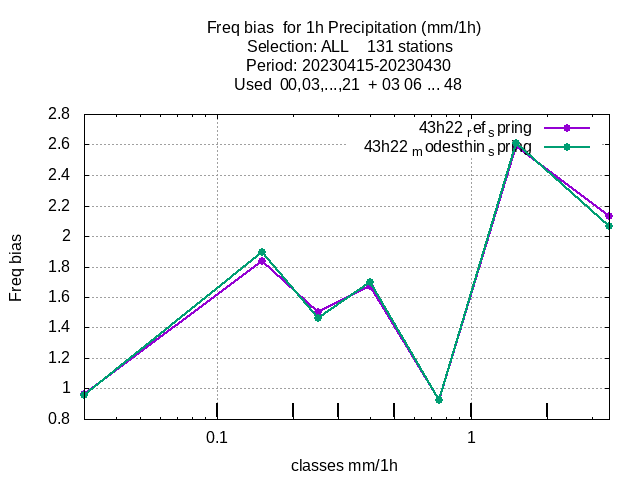 Freq bias  for 1h Precipitation (mm/1h)
Selection: ALL    131 stations
Period: 20230415-20230430
Used  00,03,...,21  + 03 06 ... 48
43h22 ref spring
43h22 modesthin spring
2.8
2.6
2.4
2.2
2
1.8
1.6
1.4
1.2
1
0.8
Freq bias
0.1 1
classes mm/1h